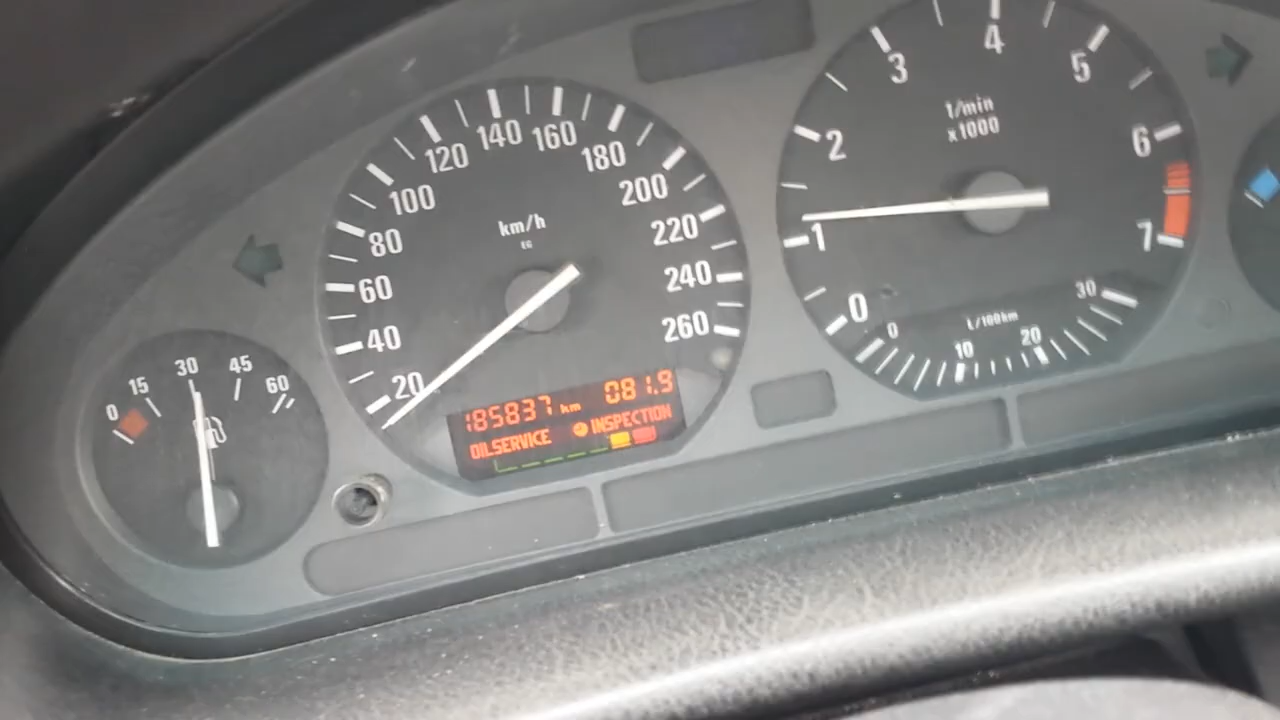 0 15 30 45 60
20 40 60 80 100 120 140 160 180 200 220 240 260
km/h
EG
185837 km 081.9
OILSERVICE INSPECTION
0 1 2 3 4 5 6 7
1/min
x1000
L/100km
0 10 20 30